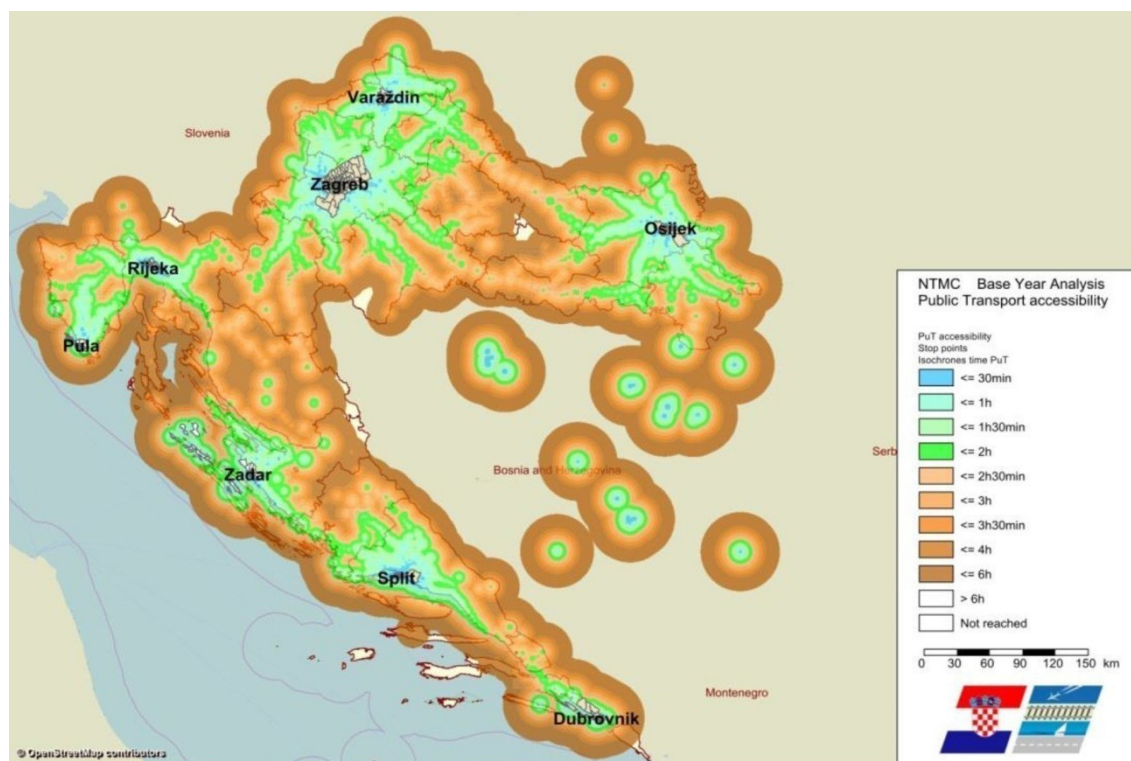 Varaždin
Slovenia
Zagreb
Osijek
Rijeka
Pula
Zadar
Bosnia and Herzegovina
Serb
Split
Montenegro
Dubrovnik
© OpenStreetMap contributors
NTMC Base Year Analysis
Public Transport accessibility
PuT accessibility
Stop points
Isochrones time PuT
<= 30min
<= 1h
<= 1h30min
<= 2h
<= 2h30min
<= 3h
<= 3h30min
<= 4h
<= 6h
> 6h
Not reached
0 30 60 90 120 150 km